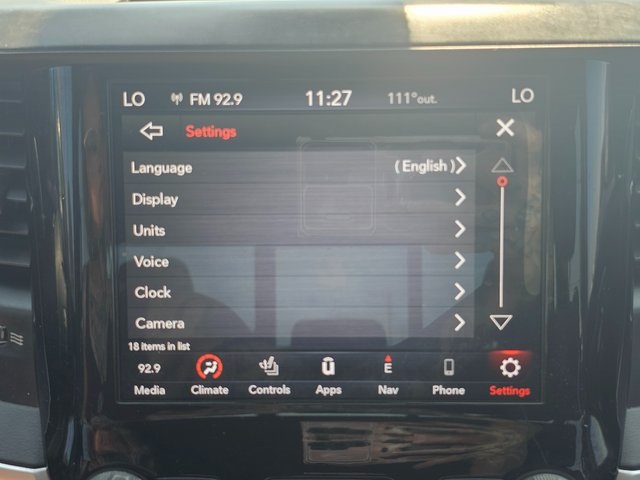 LO FM 92.9 11:27 111°out. LO
Settings
Language (English)
Display
Units
Voice
Clock
Camera
18 items in list
92.9 E
Media Climate Controls Apps Nav Phone Settings